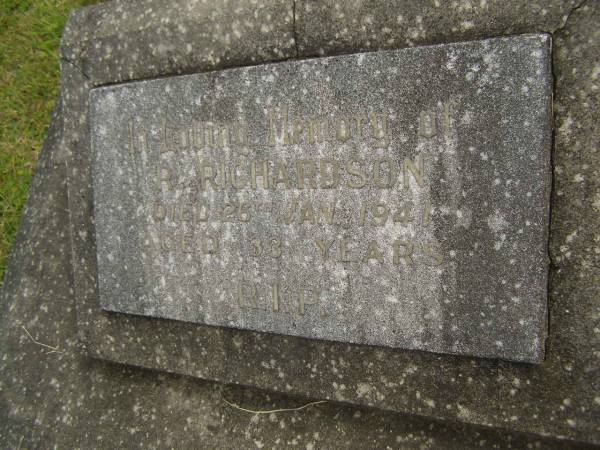 In Loving Memory of
R. RICHARDSON
DIED 26TH JAN. 1941
AGED 33 YEARS
R.I.P.